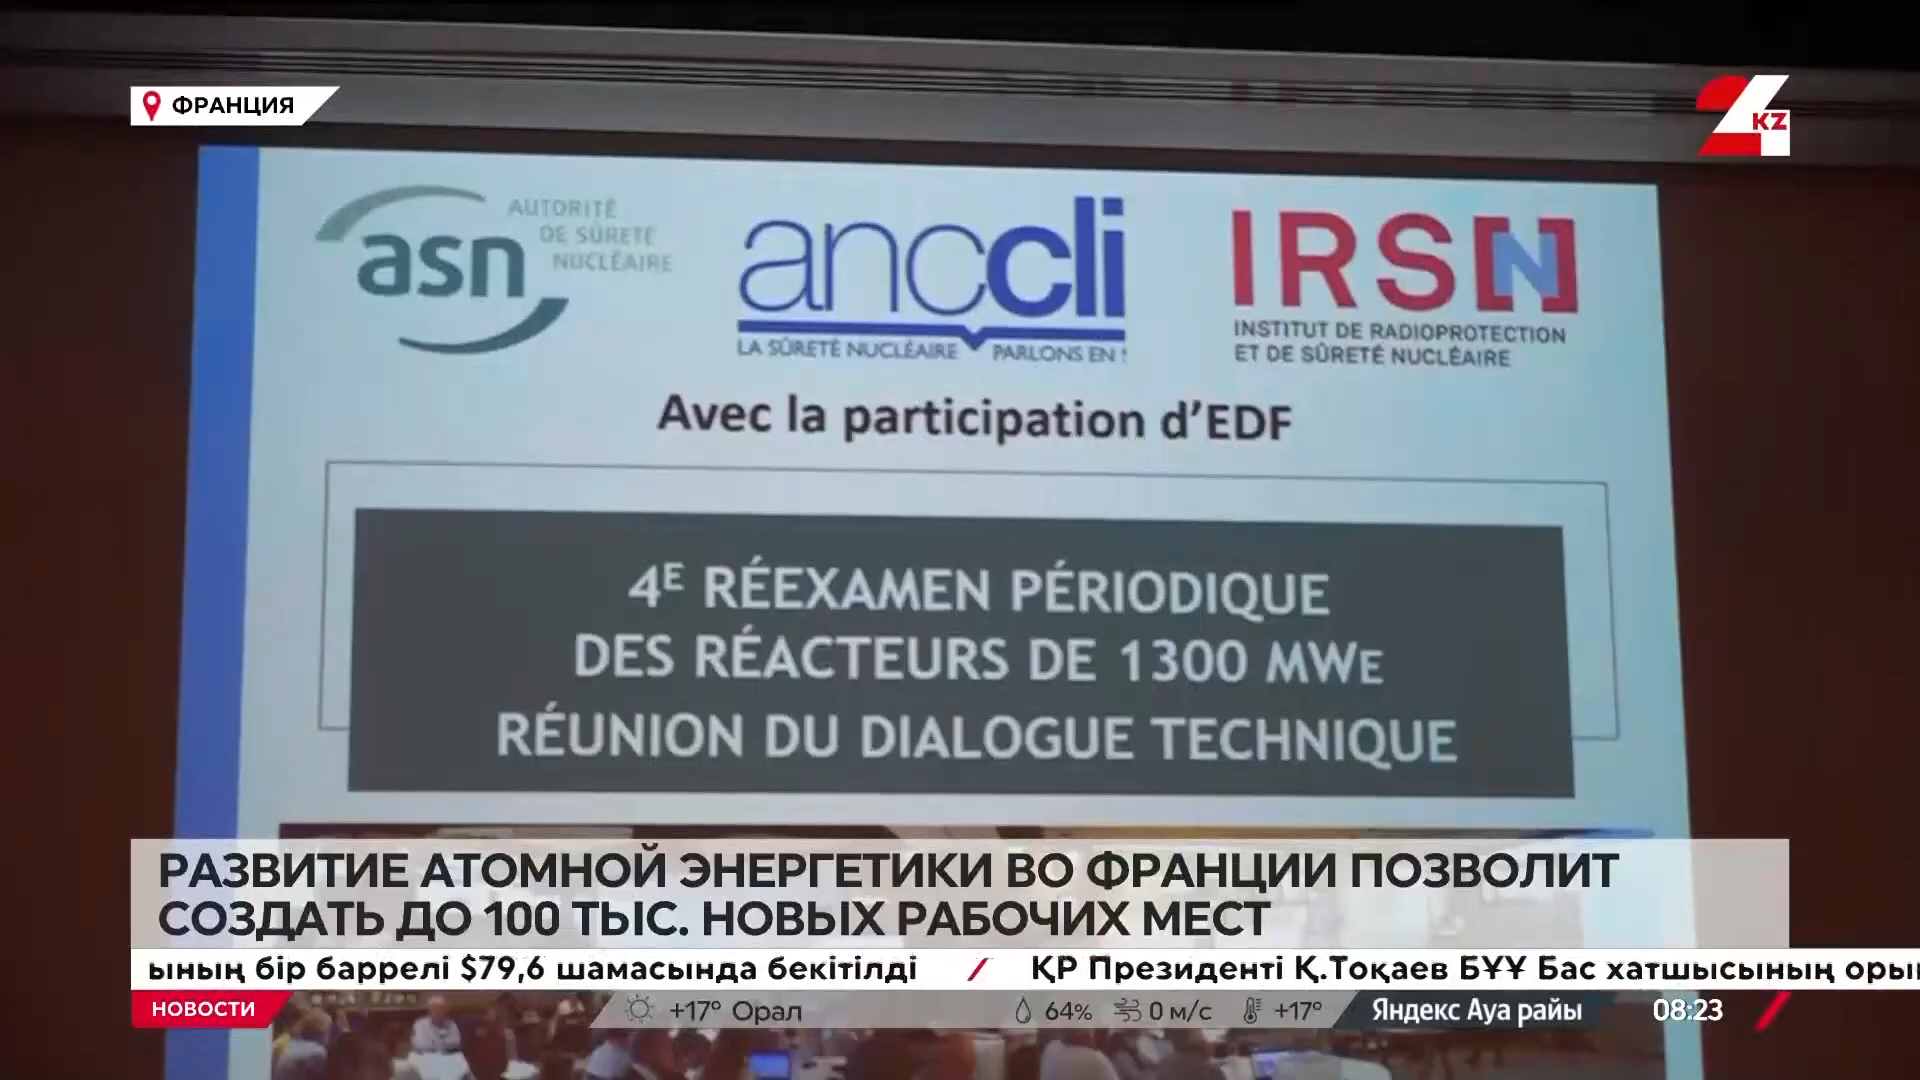 ФРАНЦИЯ
24
KZ
asn
AUTORITÉ
DE SÛRETÉ
NUCLÉAIRE
anccli
LA SÛRETÉ NUCLÉAIRE PARLONS EN !
IRSN
INSTITUT DE RADIOPROTECTION
ET DE SÛRETÉ NUCLÉAIRE
Avec la participation d’EDF
4E RÉEXAMEN PÉRIODIQUE
DES RÉACTEURS DE 1300 MWE
RÉUNION DU DIALOGUE TECHNIQUE
РАЗВИТИЕ АТОМНОЙ ЭНЕРГЕТИКИ ВО ФРАНЦИИ ПОЗВОЛИТ
СОЗДАТЬ ДО 100 ТЫС. НОВЫХ РАБОЧИХ МЕСТ
ының бір баррелі $79,6 шамасында бекітілді / ҚР Президенті Қ.Тоқаев БҰҰ Бас хатшысының оры
НОВОСТИ +17° Орал 64% 0 м/с +17° Яндекс Ауа райы 08:23